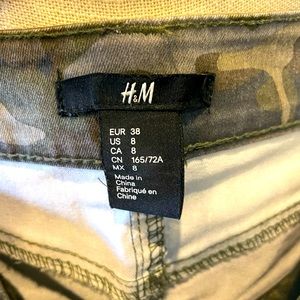 H&M
EUR 38
US 8
CA 8
CN 165/72A
MX 8
Made in
China
Fabriqué en
Chine